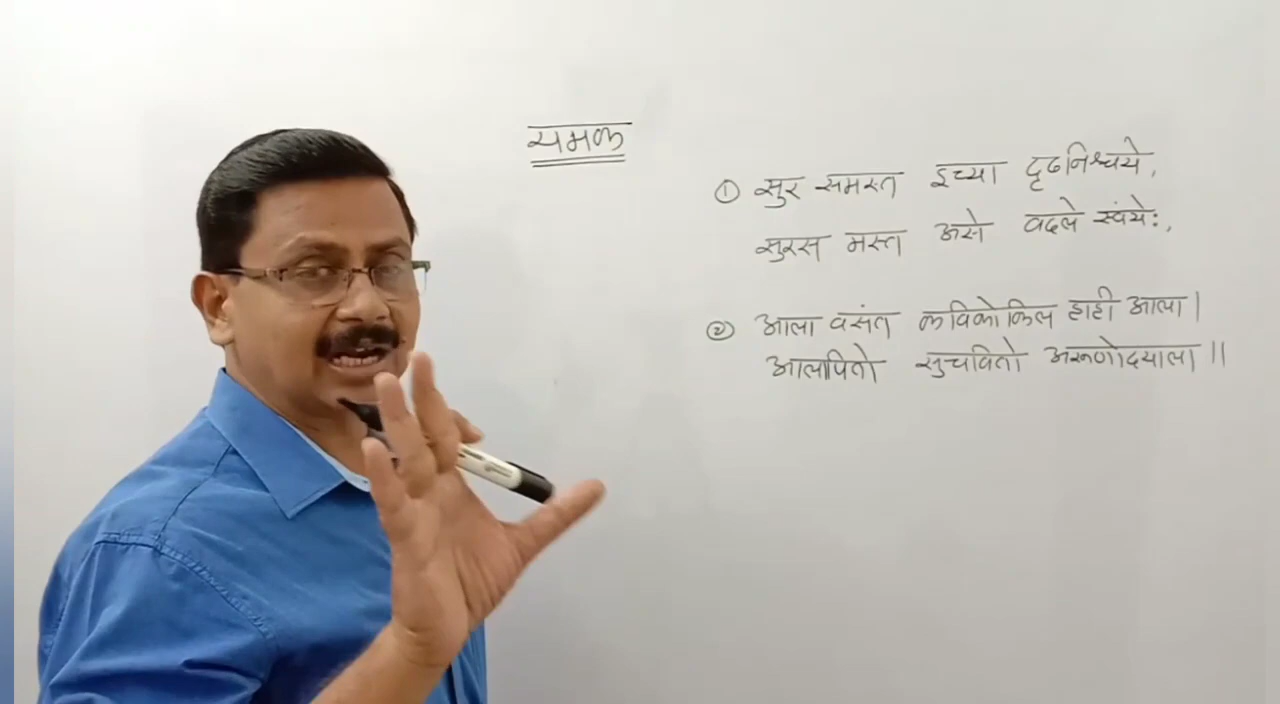 यमक
① सुर समस्त इच्या दृढनिश्चये,
सुरस मस्त असे वदले स्वंये:,
② आला वसंत कविकोकिल हाही आला।
आलापितो सुचवितो अरूणोदयाला॥